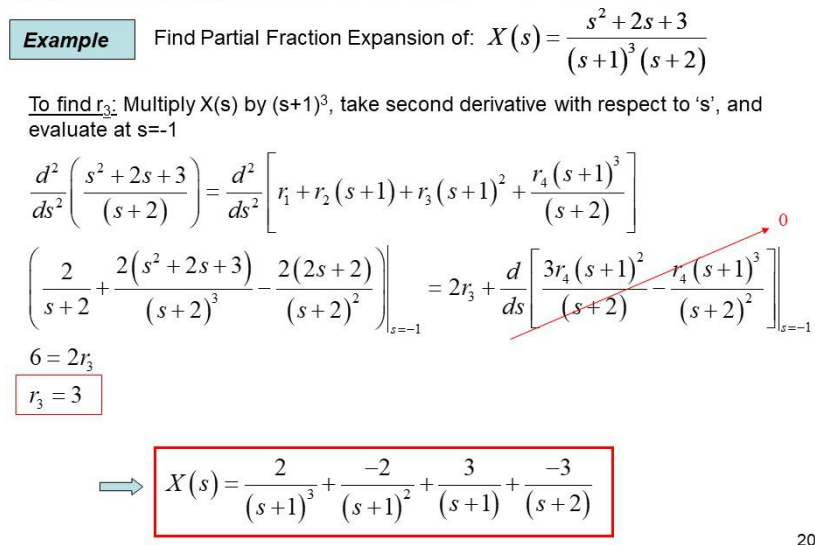 Example Find Partial Fraction Expansion of: X(s) = \frac{s^2+2s+3}{(s+1)^3(s+2)}
To find r₃: Multiply X(s) by (s+1)³, take second derivative with respect to ‘s’, and
evaluate at s=-1
\frac{d^2}{ds^2}\left(\frac{s^2+2s+3}{(s+2)}\right) = \frac{d^2}{ds^2}\left[r_1+r_2(s+1)+r_3(s+1)^2+\frac{r_4(s+1)^3}{(s+2)}\right]
0
\left.\left(\frac{2}{s+2}+\frac{2(s^2+2s+3)}{(s+2)^3}-\frac{2(2s+2)}{(s+2)^2}\right)\right|_{s=-1} = 2r_3+\frac{d}{ds}\left.\left[\frac{3r_4(s+1)^2}{(s+2)}-\frac{r_4(s+1)^3}{(s+2)^2}\right]\right|_{s=-1}
6 = 2r_3
r_3 = 3
X(s) = \frac{2}{(s+1)^3}+\frac{-2}{(s+1)^2}+\frac{3}{(s+1)}+\frac{-3}{(s+2)}
20